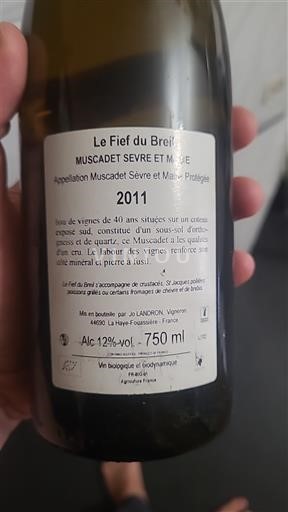 Le Fief du Breil
MUSCADET SEVRE ET MAINE
Appellation Muscadet Sèvre et Maine Protégée
2011
Issu de vignes de 40 ans situées sur un coteau
exposé sud, constitué d'un sous-sol d'ortho-
gneiss et de quartz, ce Muscadet a les qualités
d'un cru. Le labour des vignes renforce son
côté minéral et pierre à fusil.
Le Fief du Breil s'accompagne de crustacés, St Jacques poêlées
poissons grillés ou certains fromages de chèvre et de brebis.
Mis en bouteille par Jo LANDRON, Vigneron
44690 La Haye-Fouassière - France
Alc 12%-vol. - 750 ml
Vin biologique et biodynamique
Agriculture France